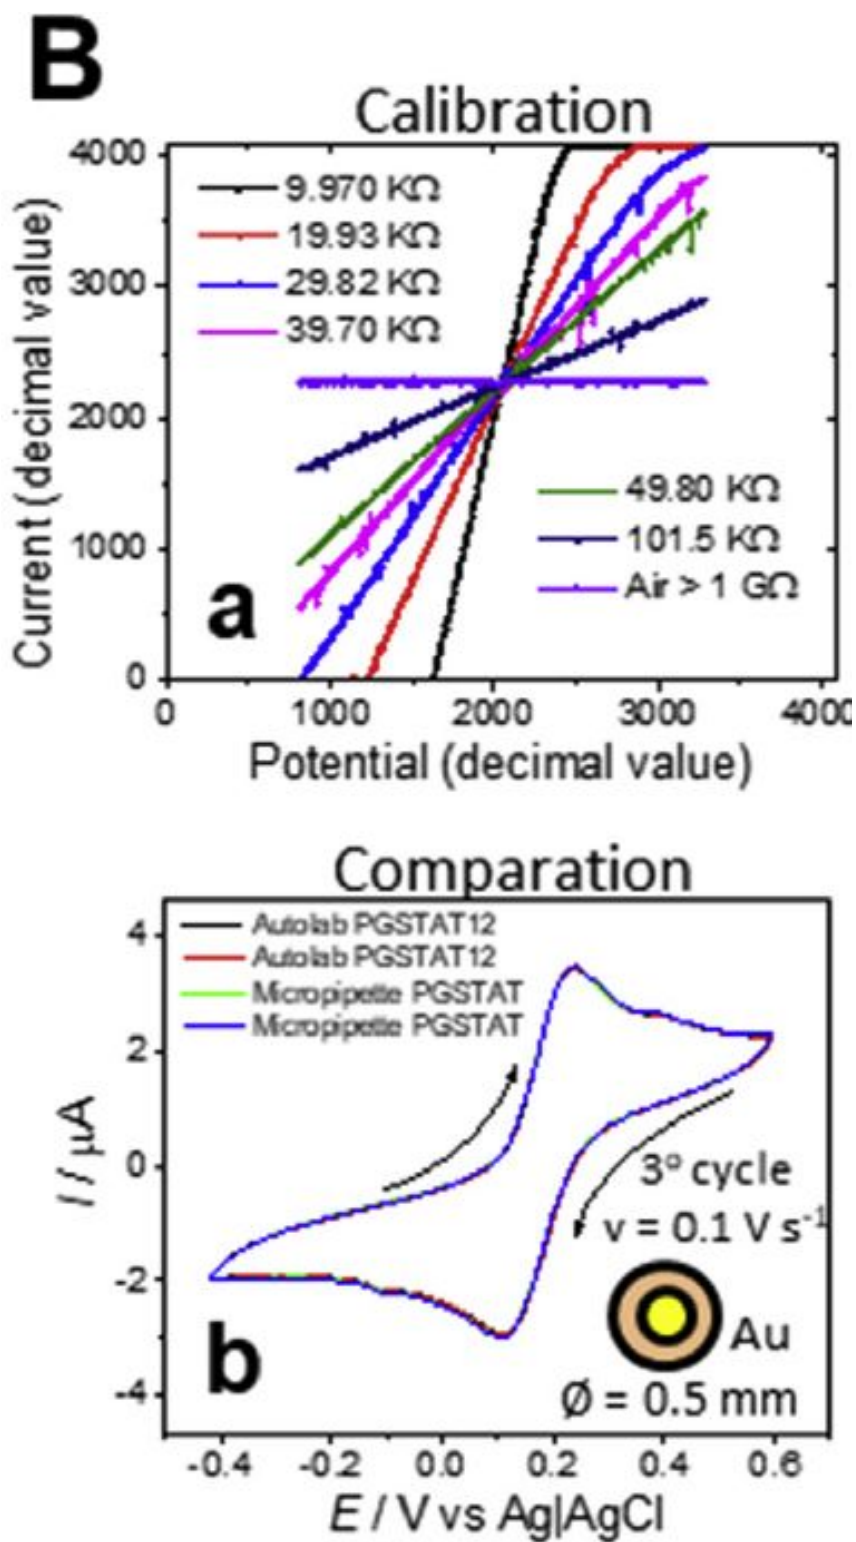 B
Calibration
4000
3000
2000
1000
0
Current (decimal value)
9.970 KΩ
19.93 KΩ
29.82 KΩ
39.70 KΩ
49.80 KΩ
101.5 KΩ
Air > 1 GΩ
a
0 1000 2000 3000 4000
Potential (decimal value)
Comparation
4
2
0
-2
-4
I / μA
Autolab PGSTAT12
Autolab PGSTAT12
Micropipette PGSTAT
Micropipette PGSTAT
3º cycle
v = 0.1 V s⁻¹
Au
Ø = 0.5 mm
b
-0.4 -0.2 0.0 0.2 0.4 0.6
E / V vs Ag|AgCl